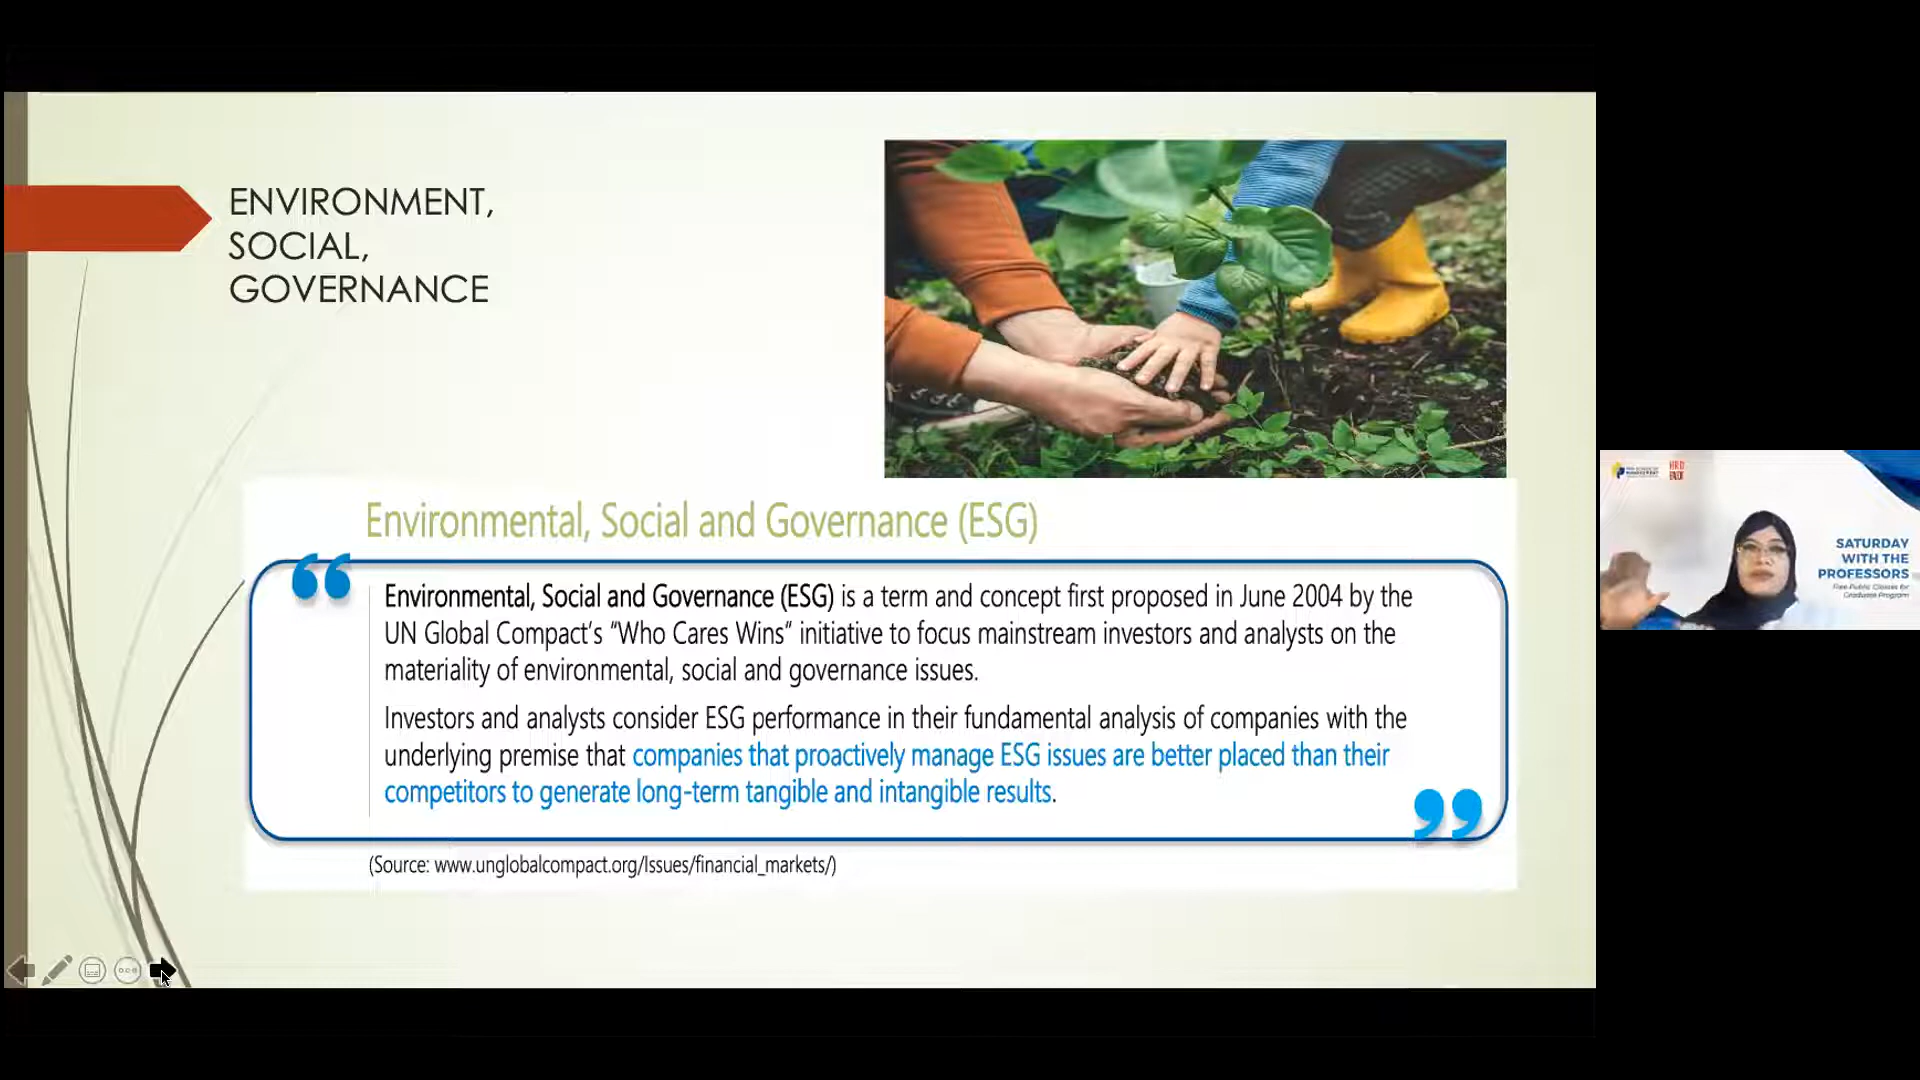 ENVIRONMENT,
SOCIAL,
GOVERNANCE
Environmental, Social and Governance (ESG)
“
Environmental, Social and Governance (ESG) is a term and concept first proposed in June 2004 by the
UN Global Compact’s “Who Cares Wins“ initiative to focus mainstream investors and analysts on the
materiality of environmental, social and governance issues.
Investors and analysts consider ESG performance in their fundamental analysis of companies with the
underlying premise that companies that proactively manage ESG issues are better placed than their
competitors to generate long-term tangible and intangible results.
”
(Source: www.unglobalcompact.org/Issues/financial_markets/)
SATURDAY
WITH THE
PROFESSORS
Free Public Classes for
Graduate Program